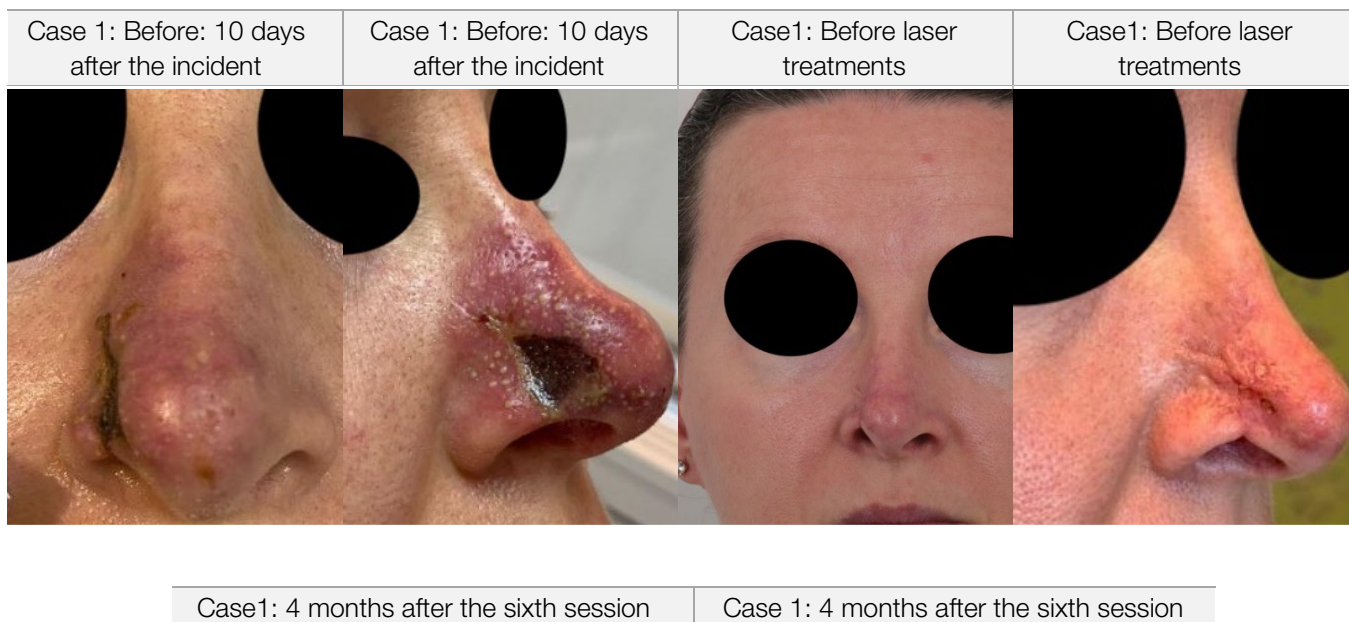 Case 1: Before: 10 days
after the incident
Case 1: Before: 10 days
after the incident
Case1: Before laser
treatments
Case1: Before laser
treatments
Case1: 4 months after the sixth session
Case 1: 4 months after the sixth session